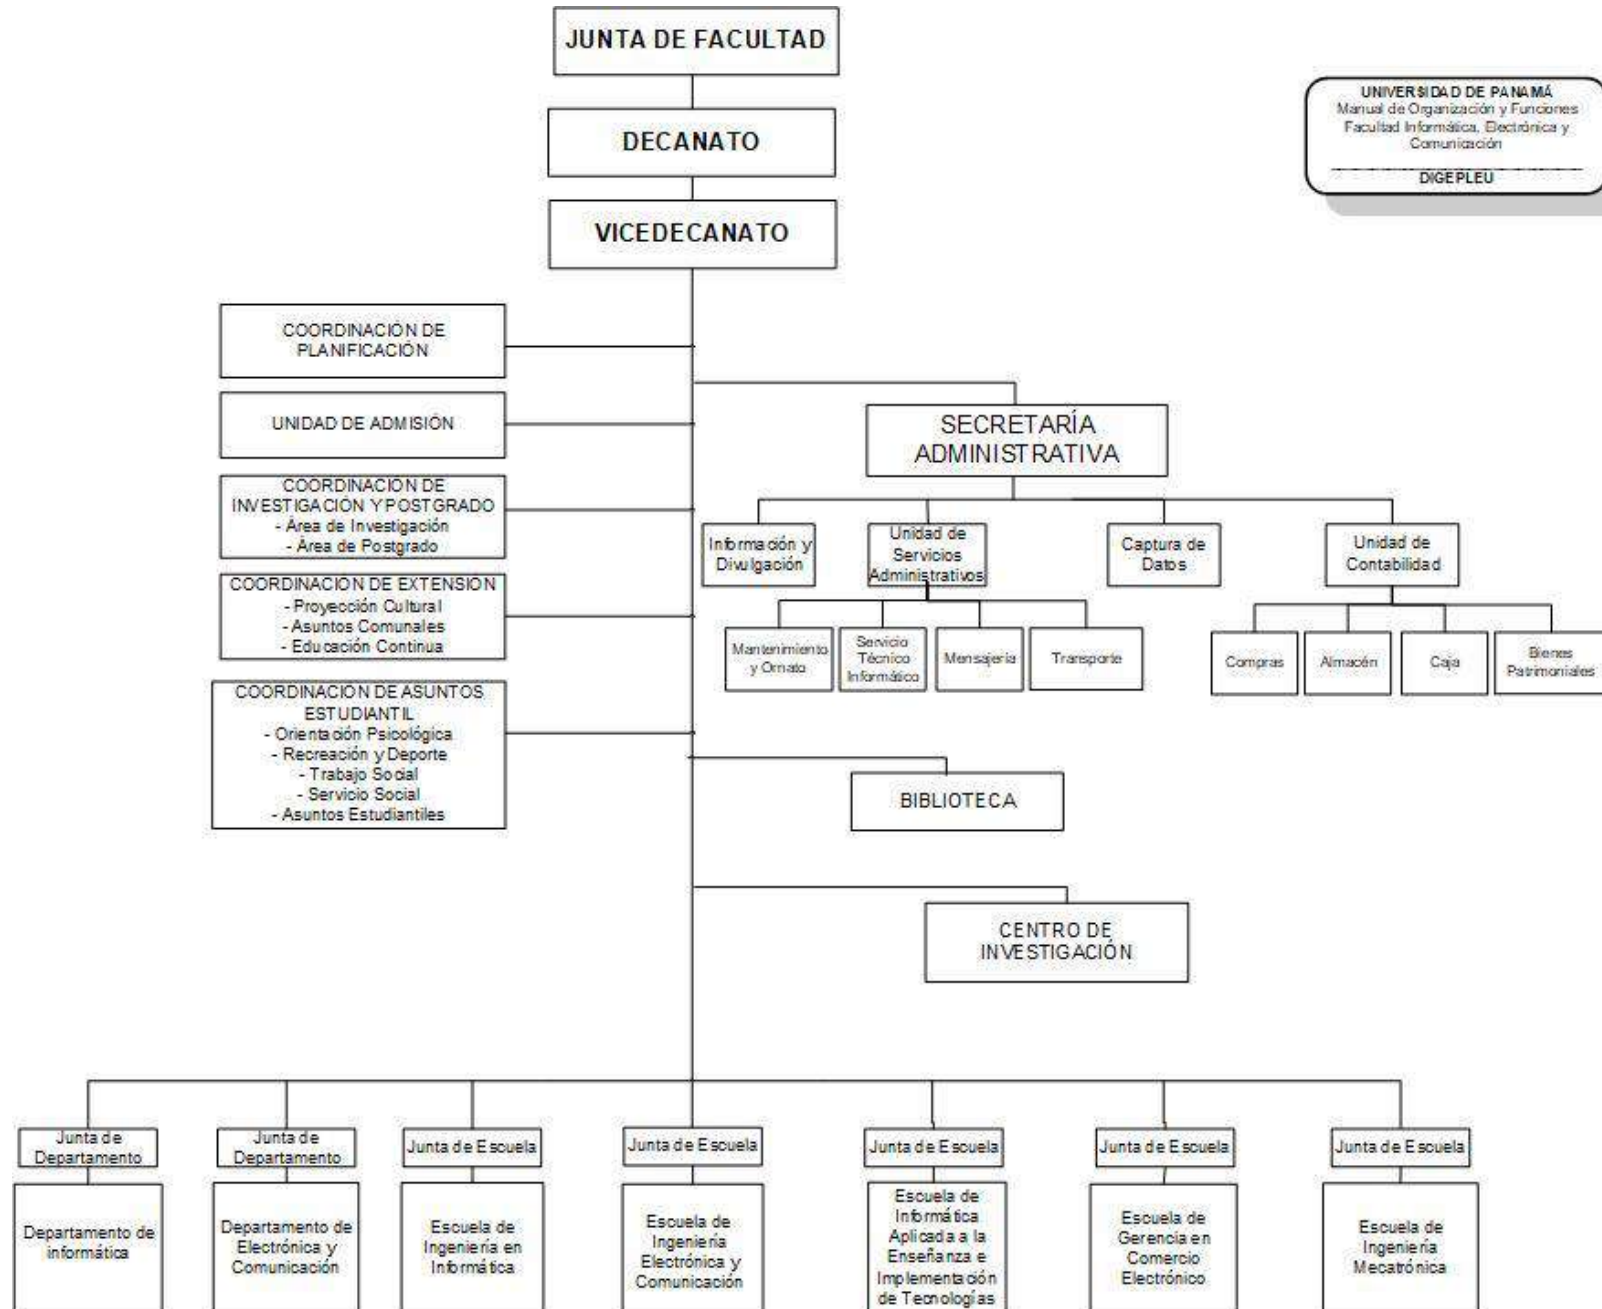 JUNTA DE FACULTAD
UNIVERSIDAD DE PANAMÁ
Manual de Organización y Funciones
Facultad Informática, Electrónica y
Comunicación
DIGEPLEU
DECANATO
VICEDECANATO
COORDINACIÓN DE
PLANIFICACIÓN
UNIDAD DE ADMISIÓN
COORDINACIÓN DE
INVESTIGACIÓN Y POSTGRADO
- Área de Investigación
- Área de Postgrado
COORDINACIÓN DE EXTENSIÓN
- Proyección Cultural
- Asuntos Comunales
- Educación Continua
COORDINACIÓN DE ASUNTOS
ESTUDIANTIL
- Orientación Psicológica
- Recreación y Deporte
- Trabajo Social
- Servicio Social
- Asuntos Estudiantiles
SECRETARÍA
ADMINISTRATIVA
Información y
Divulgación
Unidad de
Servicios
Administrativos
Captura de
Datos
Unidad de
Contabilidad
Mantenimiento
y Ornato
Servicio
Técnico
Informático
Mensajería
Transporte
Compras
Almacén
Caja
Bienes
Patrimoniales
BIBLIOTECA
CENTRO DE
INVESTIGACIÓN
Junta de
Departamento
Junta de
Departamento
Junta de Escuela
Junta de Escuela
Junta de Escuela
Junta de Escuela
Junta de Escuela
Departamento de
informática
Departamento de
Electrónica y
Comunicación
Escuela de
Ingeniería en
Informática
Escuela de
Ingeniería
Electrónica y
Comunicación
Escuela de
Informática
Aplicada a la
Enseñanza e
Implementación
de Tecnologías
Escuela de
Gerencia en
Comercio
Electrónico
Escuela de
Ingeniería
Mecatrónica